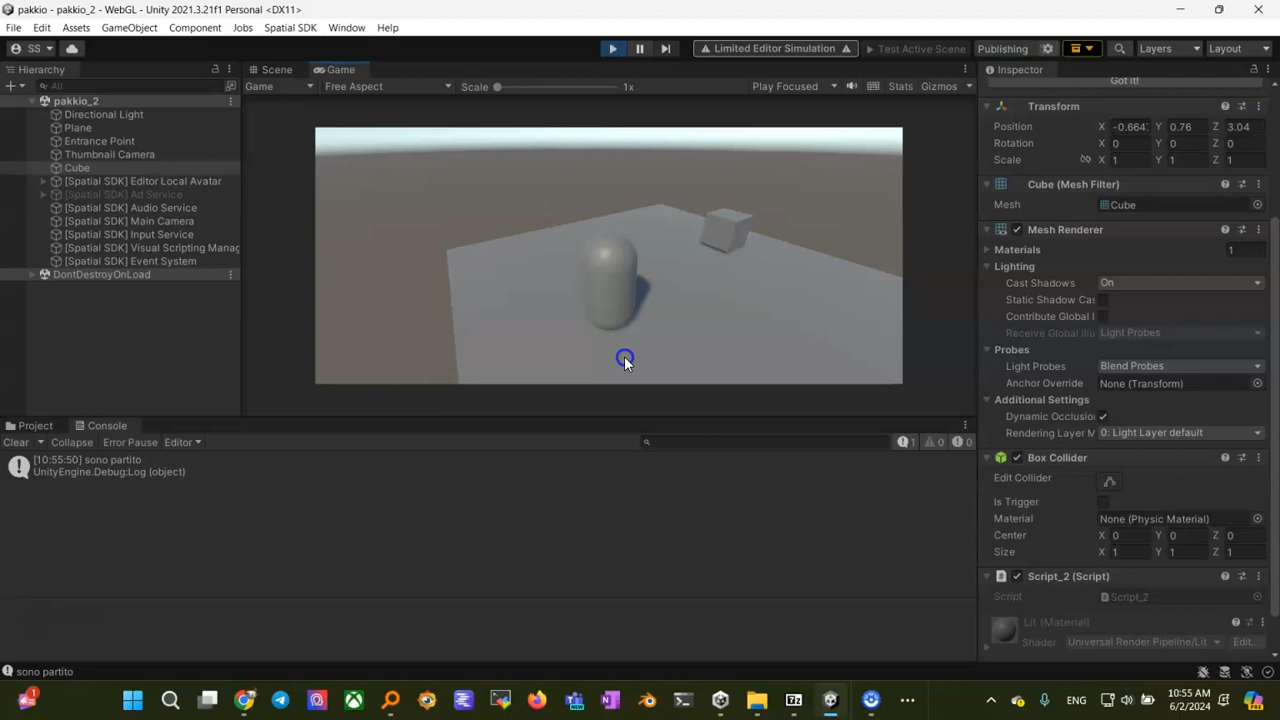 pakkio - pakkio_2 - WebGL - Unity 2021.3.21f1 Personal <DX11>
File Edit Assets GameObject Component Jobs Spatial SDK Window Help
SS Limited Editor Simulation Test Active Scene Publishing Layers Layout
Hierarchy Scene Game Inspector
All Game Free Aspect Scale 1x Play Focused Stats Gizmos Got it!
pakkio_2
Directional Light
Plane
Entrance Point
Thumbnail Camera
Cube
[Spatial SDK] Editor Local Avatar
[Spatial SDK] Ad Service
[Spatial SDK] Audio Service
[Spatial SDK] Main Camera
[Spatial SDK] Input Service
[Spatial SDK] Visual Scripting Manag
[Spatial SDK] Event System
DontDestroyOnLoad
Transform
Position X -0.664 Y 0.76 Z 3.04
Rotation X 0 Y 0 Z 0
Scale X 1 Y 1 Z 1
Cube (Mesh Filter)
Mesh Cube
Mesh Renderer
Materials 1
Lighting
Cast Shadows On
Static Shadow Cas
Contribute Global I
Receive Global Illu Light Probes
Probes
Light Probes Blend Probes
Anchor Override None (Transform)
Additional Settings
Dynamic Occlusion
Rendering Layer M 0: Light Layer default
Box Collider
Edit Collider
Is Trigger
Material None (Physic Material)
Center X 0 Y 0 Z 0
Size X 1 Y 1 Z 1
Script_2 (Script)
Script Script_2
Lit (Material)
Shader Universal Render Pipeline/Lit Edit...
Project Console
Clear Collapse Error Pause Editor 1 0 0
[10:55:50] sono partito
UnityEngine.Debug:Log (object)
sono partito
1 ENG 10:55 AM
6/2/2024